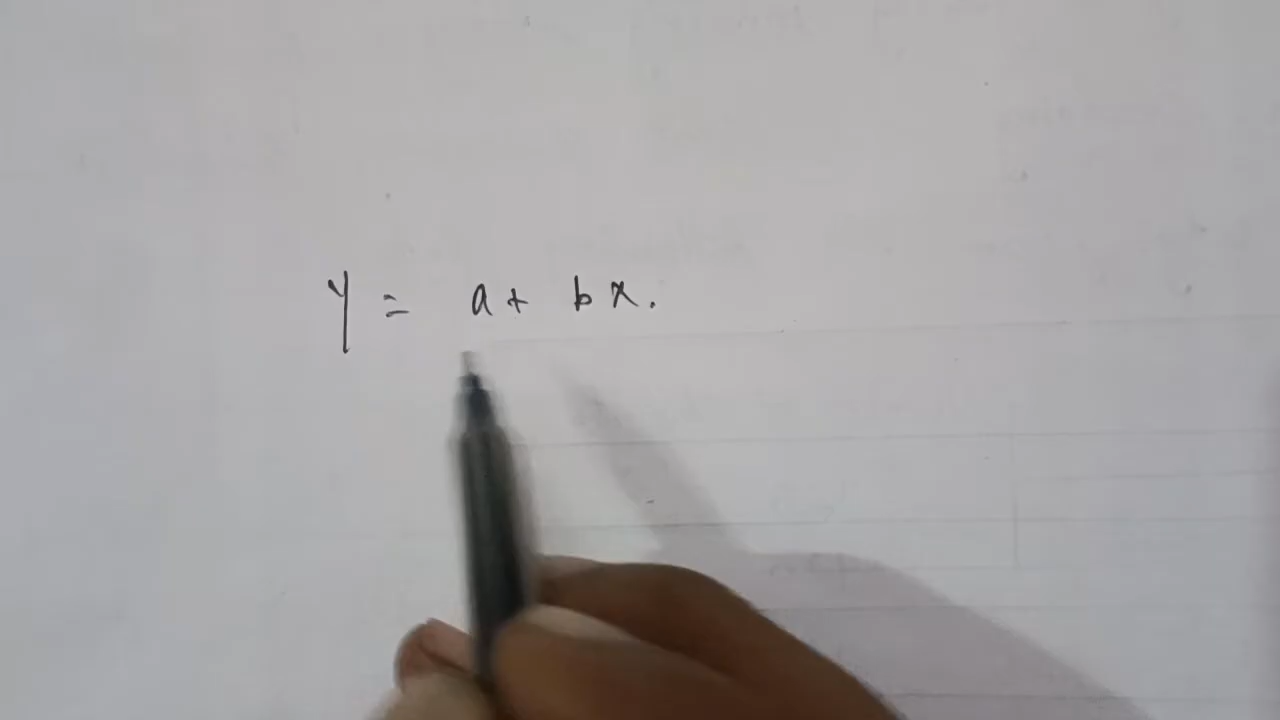 y = a + bx.